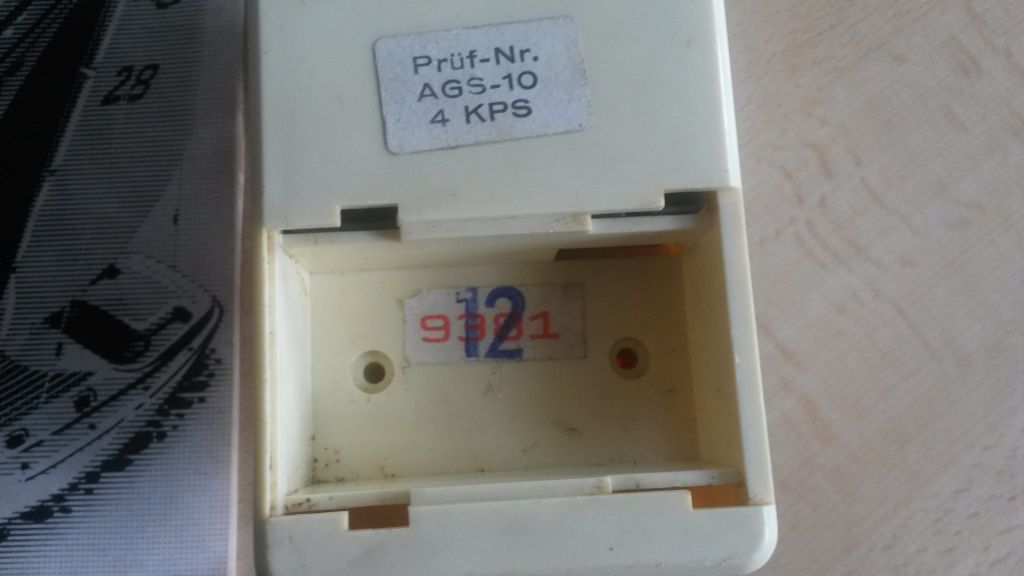 28
Prüf-Nr.
AGS-10
4 KPS
9381
12